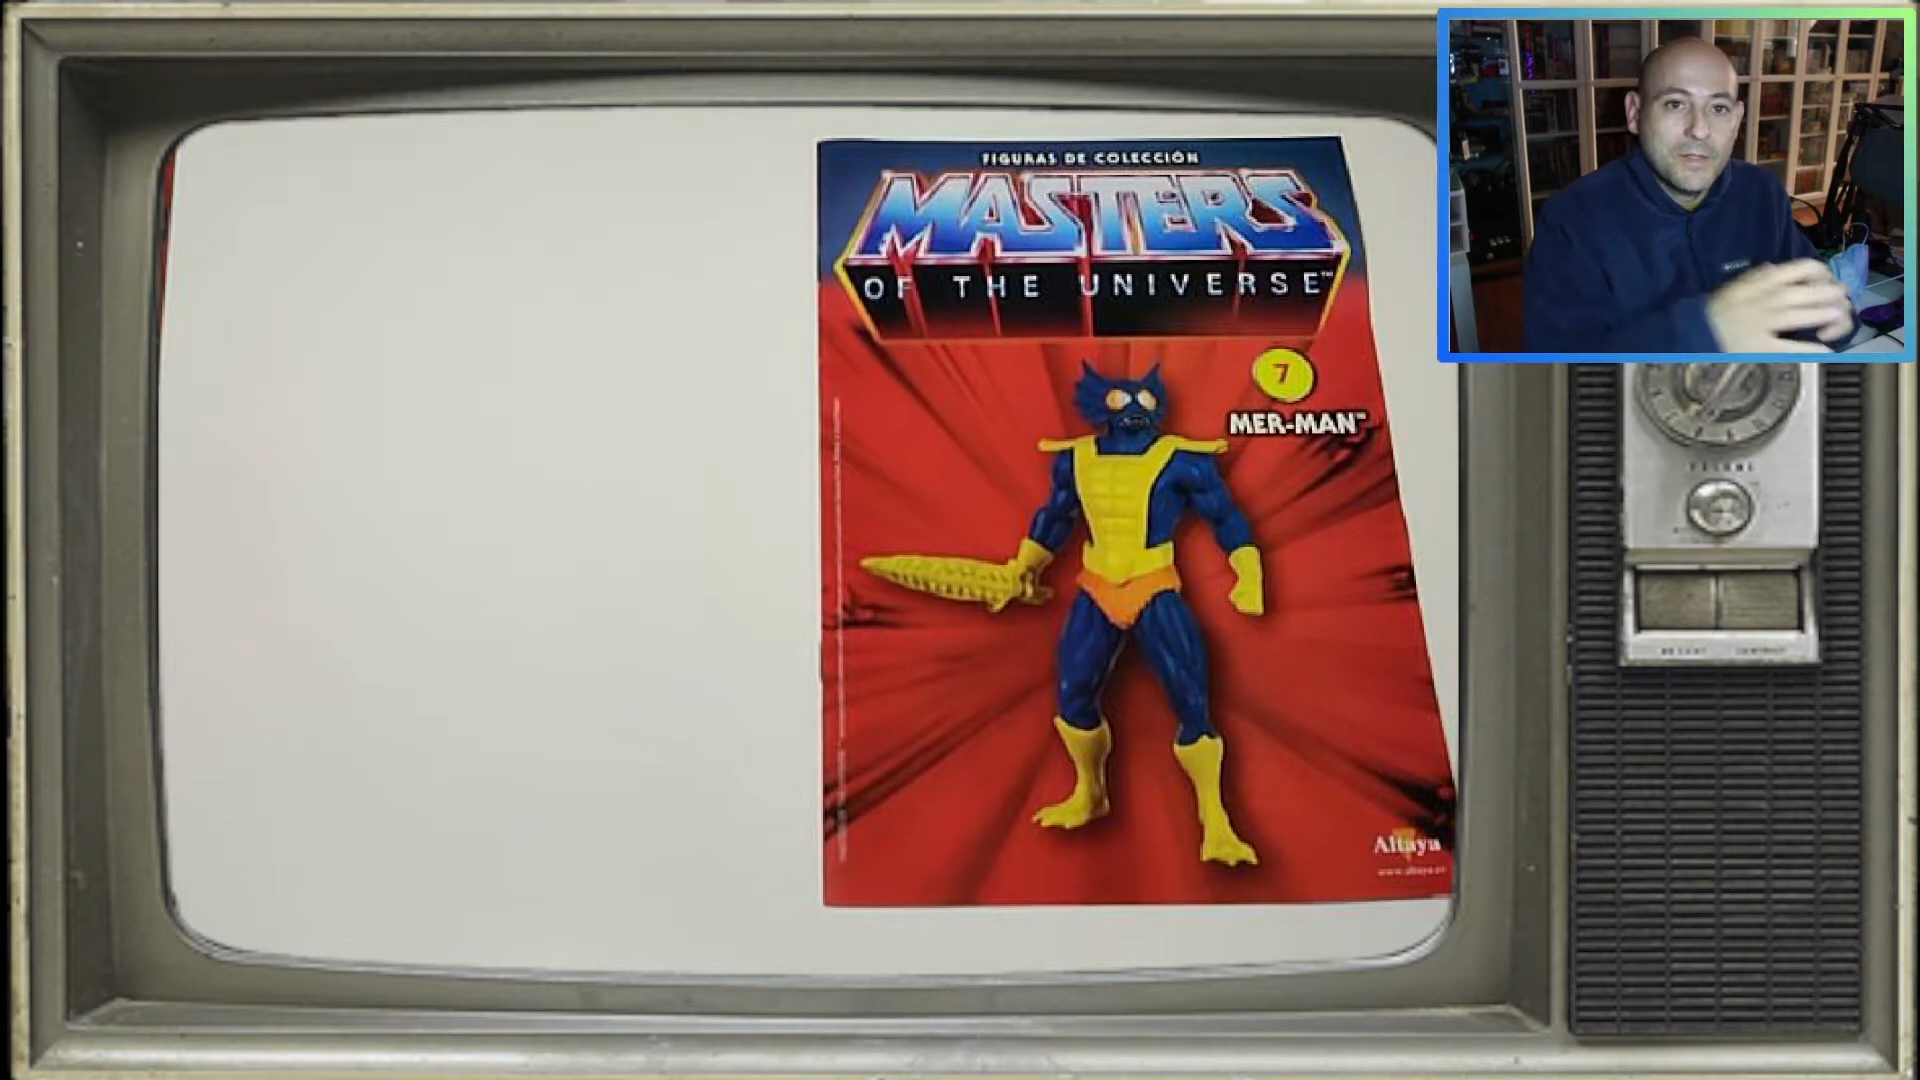 FIGURAS DE COLECCIÓN
MASTERS
OF THE UNIVERSE™
7
MER-MAN™
Altaya
www.altaya.es